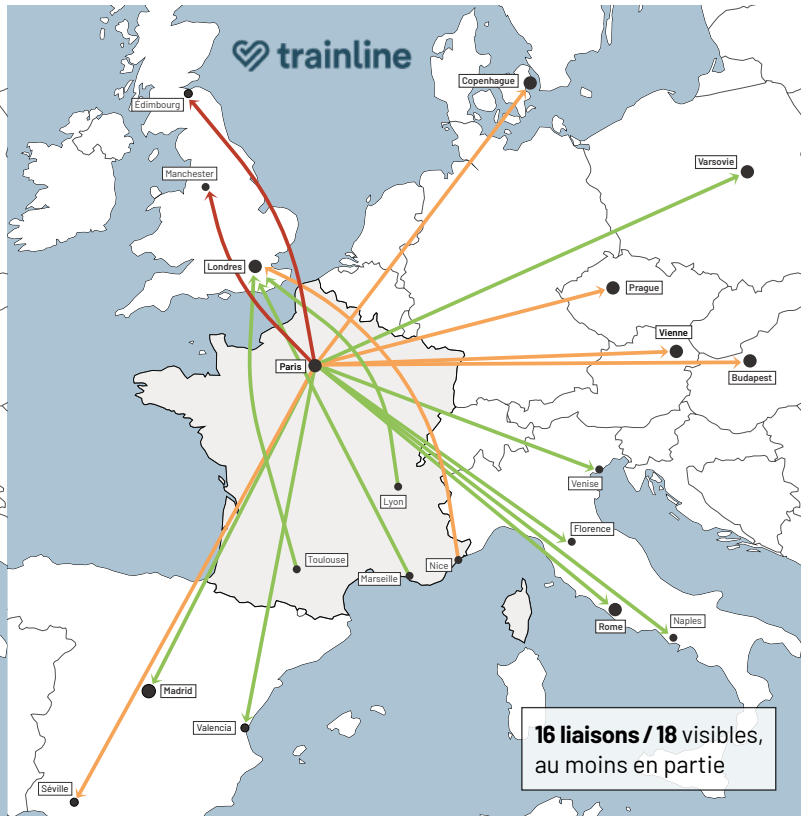 trainline
Copenhague
Édimbourg
Varsovie
Manchester
Londres
Prague
Vienne
Paris
Budapest
Venise
Lyon
Florence
Toulouse
Nice
Marseille
Rome
Naples
Madrid
Valencia
16 liaisons / 18 visibles,
au moins en partie
Séville